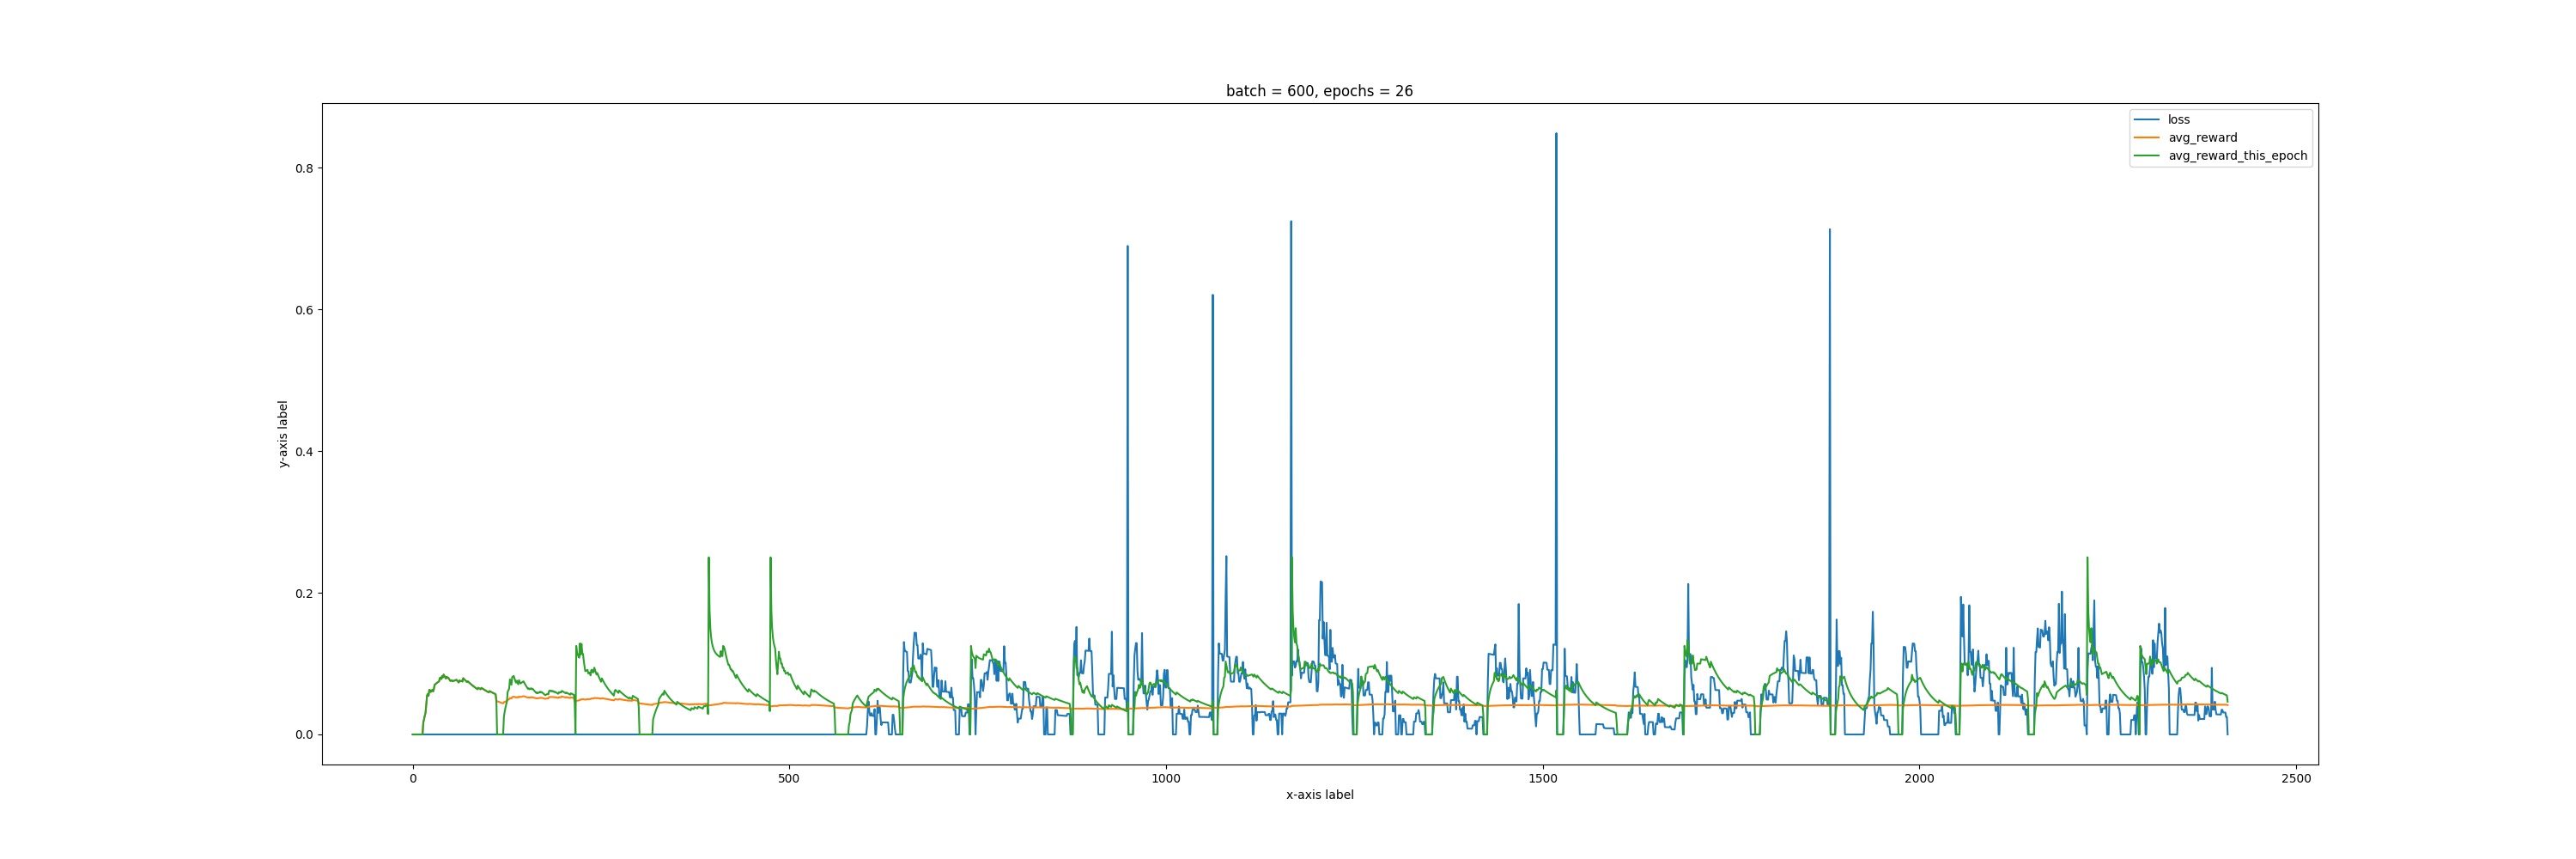 batch = 600, epochs = 26
loss
avg_reward
avg_reward_this_epoch
0.8
0.6
0.4
0.2
0.0
y-axis label
0
500
1000
1500
2000
2500
x-axis label